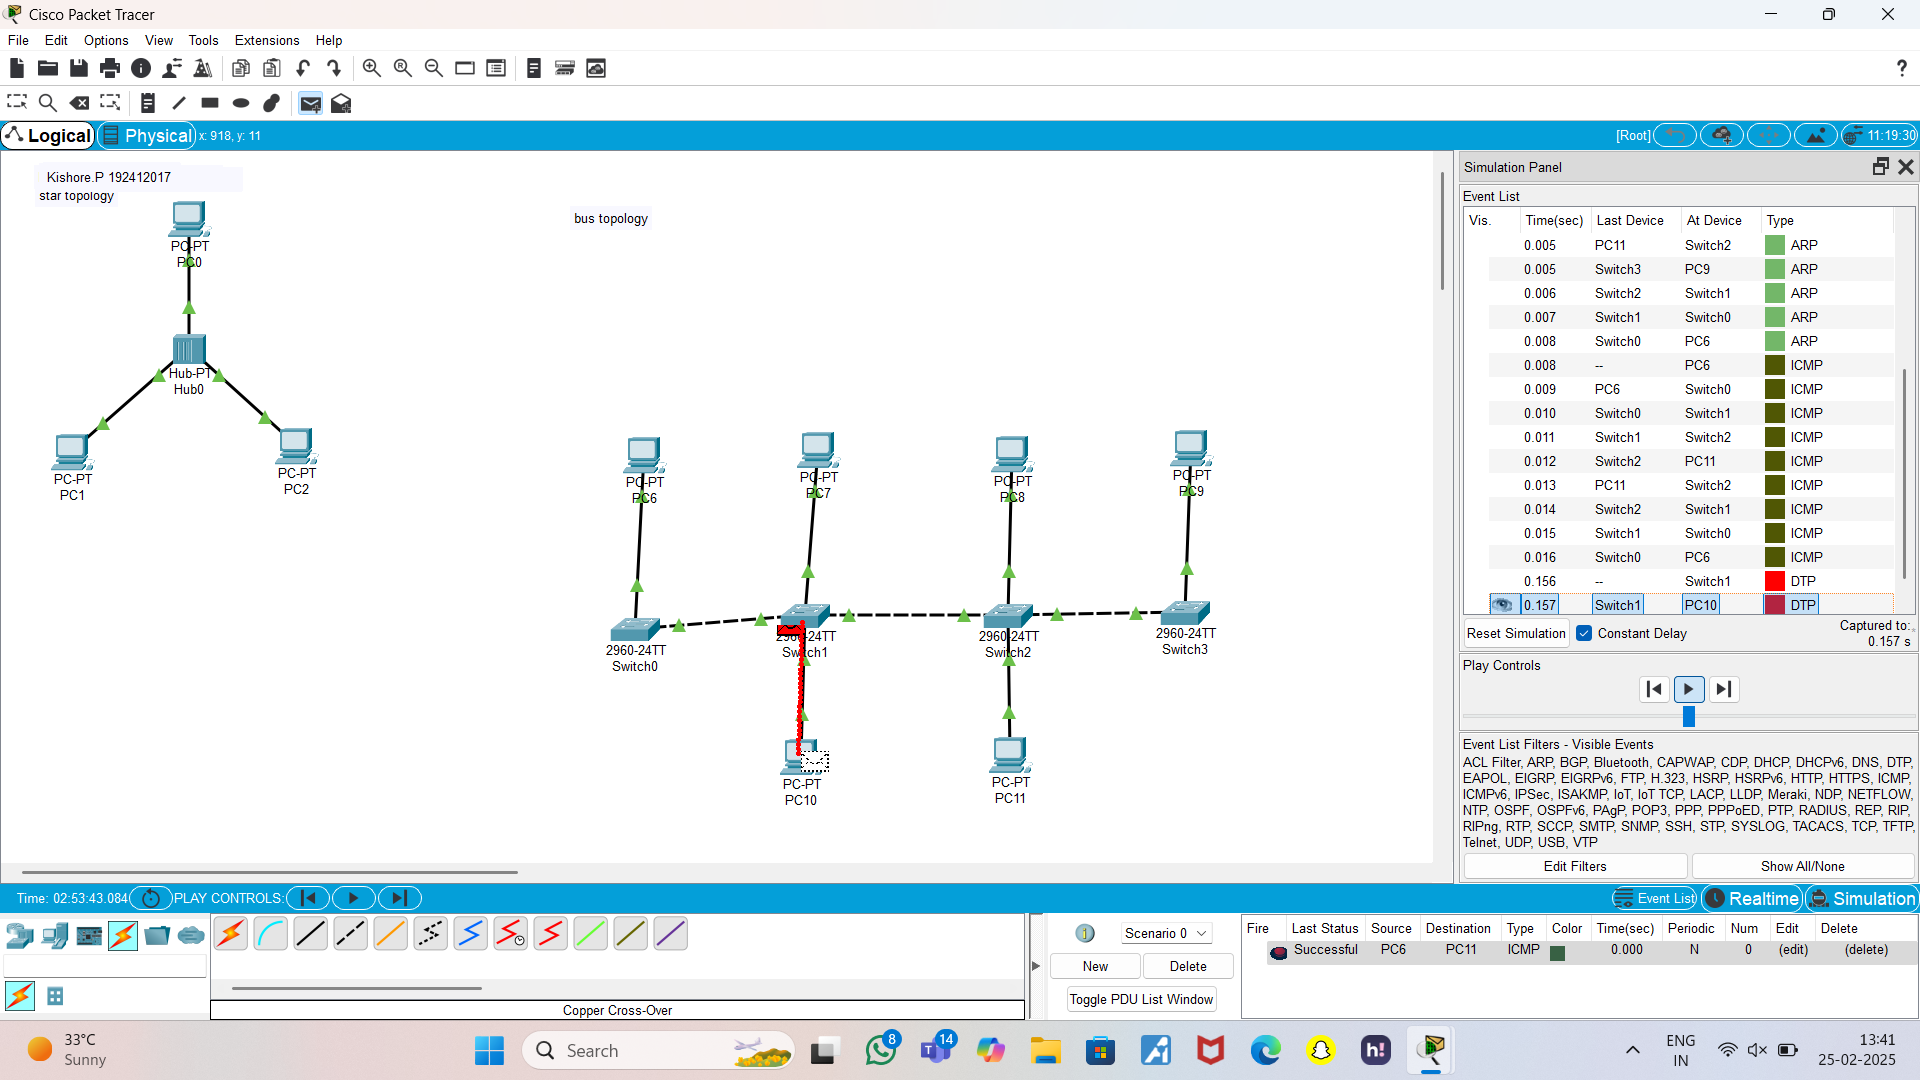 Cisco Packet Tracer
File Edit Options View Tools Extensions Help
Logical Physical x: 918, y: 11 [Root] 11:19:30
Kishore.P 192412017
star topology
bus topology
PC-PT
PC0
Hub-PT
Hub0
PC-PT
PC1
PC-PT
PC2
PC-PT
PC6
PC-PT
PC7
PC-PT
PC8
PC-PT
PC9
2960-24TT
Switch0
2960-24TT
Switch1
2960-24TT
Switch2
2960-24TT
Switch3
PC-PT
PC10
PC-PT
PC11
Simulation Panel
Event List
Vis. Time(sec) Last Device At Device Type
0.005 PC11 Switch2 ARP
0.005 Switch3 PC9 ARP
0.006 Switch2 Switch1 ARP
0.007 Switch1 Switch0 ARP
0.008 Switch0 PC6 ARP
0.008 -- PC6 ICMP
0.009 PC6 Switch0 ICMP
0.010 Switch0 Switch1 ICMP
0.011 Switch1 Switch2 ICMP
0.012 Switch2 PC11 ICMP
0.013 PC11 Switch2 ICMP
0.014 Switch2 Switch1 ICMP
0.015 Switch1 Switch0 ICMP
0.016 Switch0 PC6 ICMP
0.156 -- Switch1 DTP
0.157 Switch1 PC10 DTP
Reset Simulation Constant Delay Captured to:
0.157 s
Play Controls
Event List Filters - Visible Events
ACL Filter, ARP, BGP, Bluetooth, CAPWAP, CDP, DHCP, DHCPv6, DNS, DTP,
EAPOL, EIGRP, EIGRPv6, FTP, H.323, HSRP, HSRPv6, HTTP, HTTPS, ICMP,
ICMPv6, IPSec, ISAKMP, IoT, IoT TCP, LACP, LLDP, Meraki, NDP, NETFLOW,
NTP, OSPF, OSPFv6, PAgP, POP3, PPP, PPPoED, PTP, RADIUS, REP, RIP,
RIPng, RTP, SCCP, SMTP, SNMP, SSH, STP, SYSLOG, TACACS, TCP, TFTP,
Telnet, UDP, USB, VTP
Edit Filters Show All/None
Time: 02:53:43.084 PLAY CONTROLS: Event List Realtime Simulation
Scenario 0
New Delete
Toggle PDU List Window
Copper Cross-Over
Fire Last Status Source Destination Type Color Time(sec) Periodic Num Edit Delete
Successful PC6 PC11 ICMP 0.000 N 0 (edit) (delete)
33°C
Sunny
Search
8
14
h!
ENG
IN
13:41
25-02-2025